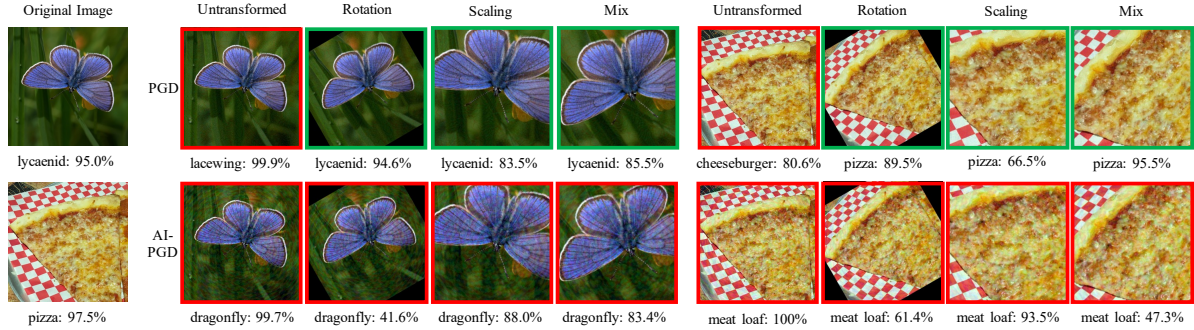 Original Image Untransformed Rotation Scaling Mix Untransformed Rotation Scaling Mix
PGD
lycaenid: 95.0% lacewing: 99.9% lycaenid: 94.6% lycaenid: 83.5% lycaenid: 85.5% cheeseburger: 80.6% pizza: 89.5% pizza: 66.5% pizza: 95.5%
AI-
PGD
pizza: 97.5% dragonfly: 99.7% dragonfly: 41.6% dragonfly: 88.0% dragonfly: 83.4% meat loaf: 100% meat loaf: 61.4% meat loaf: 93.5% meat loaf: 47.3%